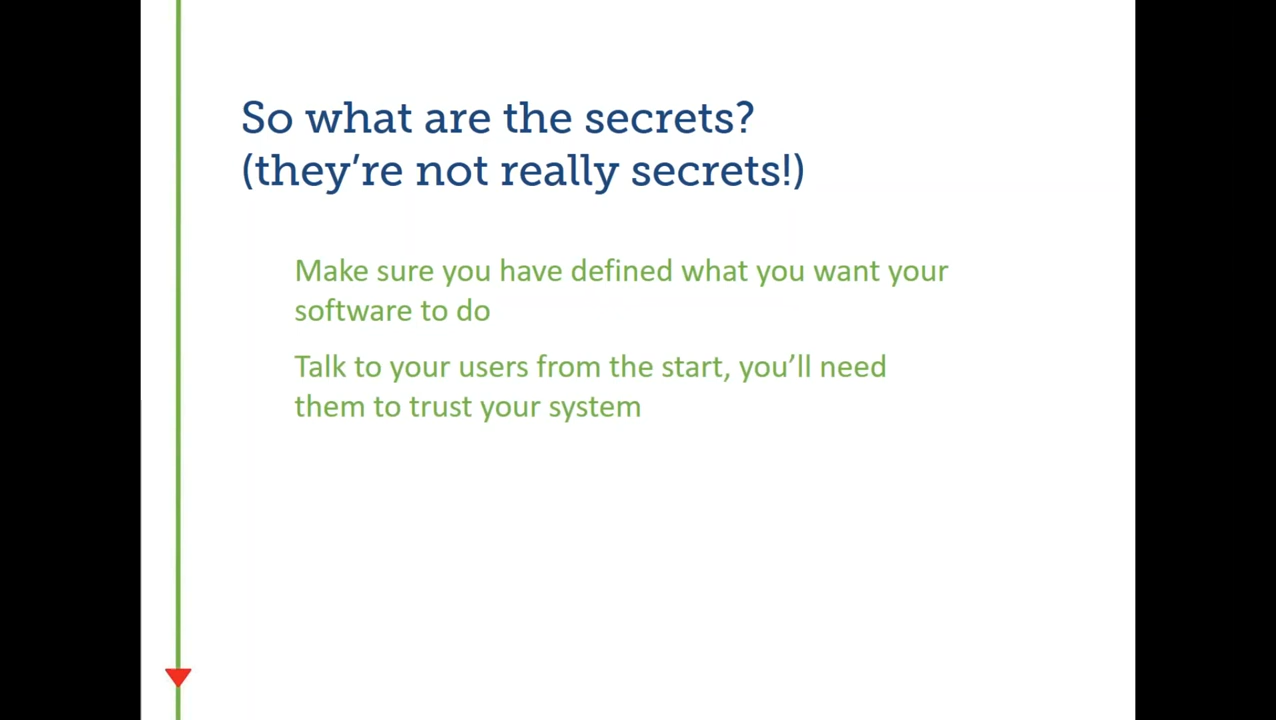 So what are the secrets?
(they’re not really secrets!)
Make sure you have defined what you want your
software to do
Talk to your users from the start, you’ll need
them to trust your system